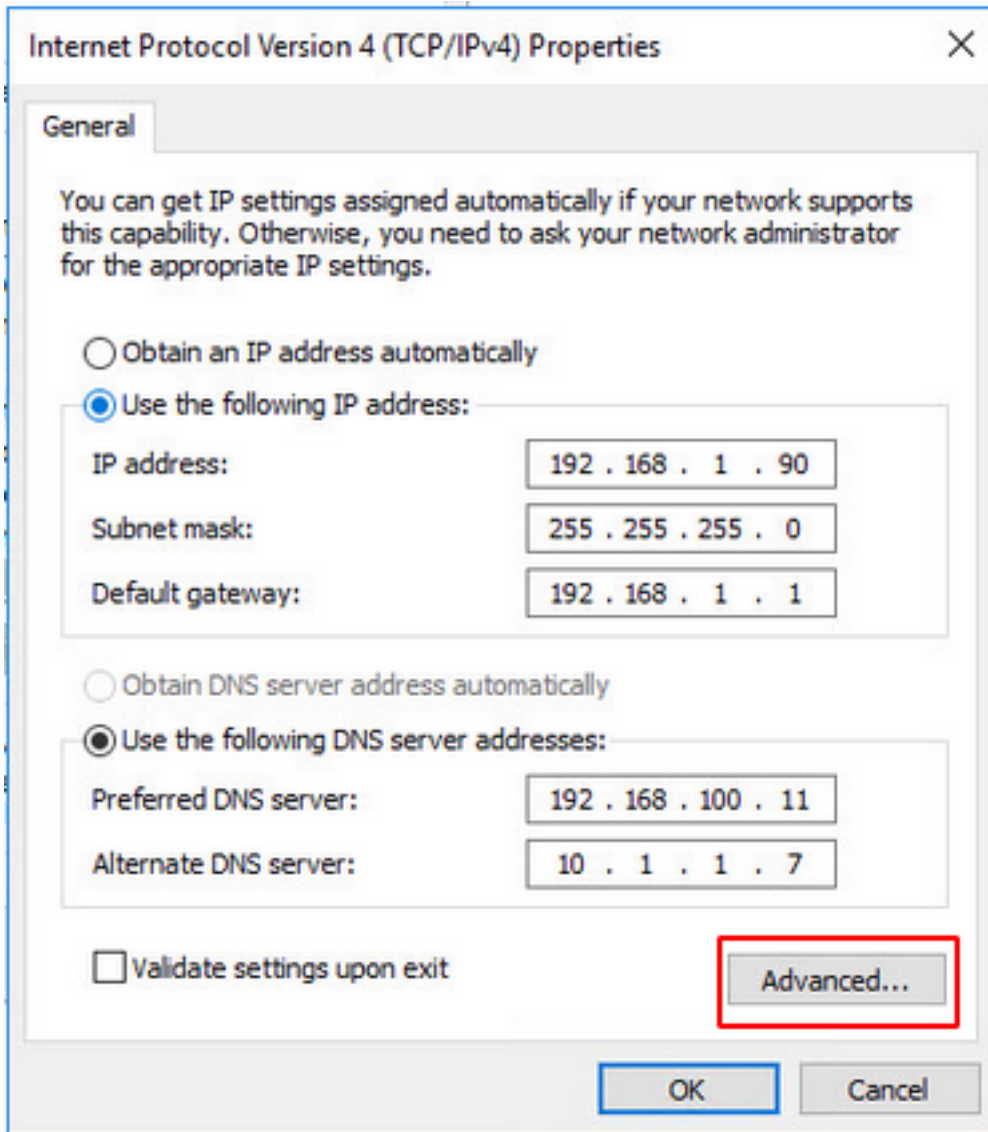 Internet Protocol Version 4 (TCP/IPv4) Properties
General
You can get IP settings assigned automatically if your network supports
this capability. Otherwise, you need to ask your network administrator
for the appropriate IP settings.
Obtain an IP address automatically
Use the following IP address:
IP address: 192 . 168 . 1 . 90
Subnet mask: 255 . 255 . 255 . 0
Default gateway: 192 . 168 . 1 . 1
Obtain DNS server address automatically
Use the following DNS server addresses:
Preferred DNS server: 192 . 168 . 100 . 11
Alternate DNS server: 10 . 1 . 1 . 7
Validate settings upon exit
Advanced...
OK Cancel